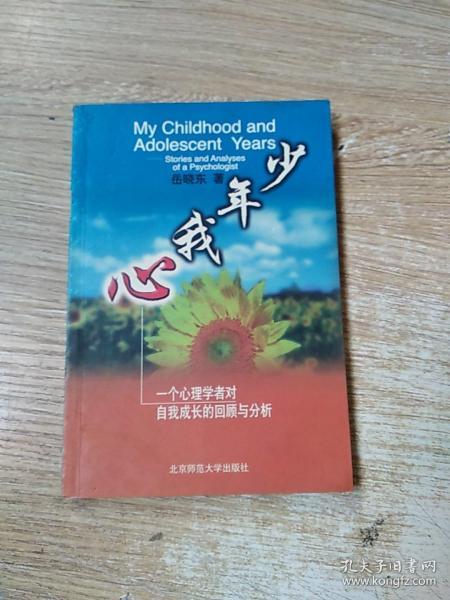 My Childhood and
Adolescent Years
Stories and Analyses
of a Psychologist
岳晓东 著
少年我心
一个心理学者对
自我成长的回顾与分析
北京师范大学出版社
孔夫子旧书网
www.kongfz.com